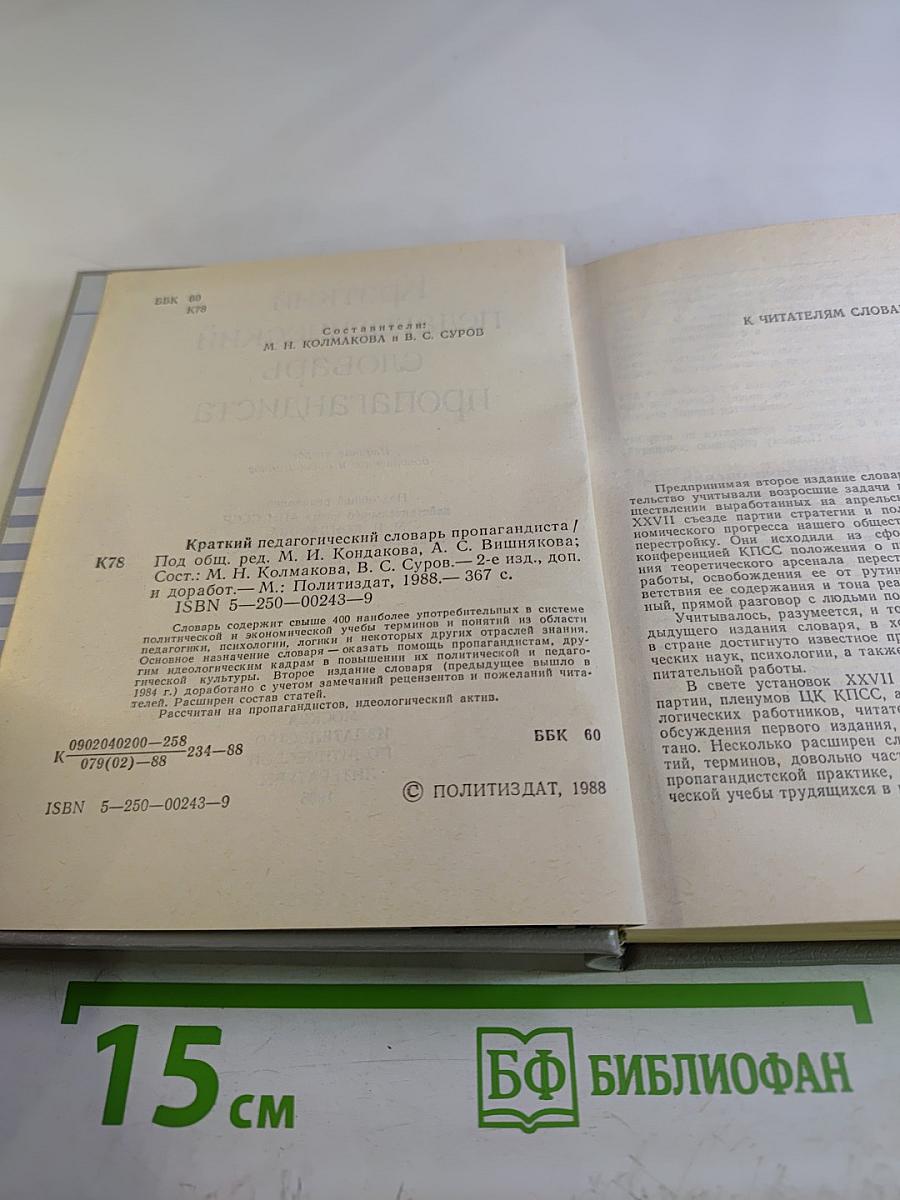 ББК 60
К78
Составители:
М. Н. КОЛМАКОВА и В. С. СУРОВ
Краткий педагогический словарь пропагандиста /
К78 Под общ. ред. М. И. Кондакова, А. С. Вишнякова;
Сост.: М. Н. Колмакова, В. С. Суров.— 2-е изд., доп.
и доработ.— М.: Политиздат, 1988.— 367 с.
ISBN 5—250—00243—9
Словарь содержит свыше 400 наиболее употребительных в системе
политической и экономической учебы терминов и понятий из области
педагогики, психологии, логики и некоторых других отраслей знания.
Основное назначение словаря — оказать помощь пропагандистам, дру-
гим идеологическим кадрам в повышении их политической и педаго-
гической культуры. Второе издание словаря (предыдущее вышло в
1984 г.) доработано с учетом замечаний рецензентов и пожеланий чита-
телей. Расширен состав статей.
Рассчитан на пропагандистов, идеологический актив.
К 0902040200—258
079(02)—88 234—88
ББК 60
ISBN 5—250—00243—9
© ПОЛИТИЗДАТ, 1988
К ЧИТАТЕЛЯМ СЛОВА
Предпринимая второе издание слова
тельство учитывали возросшие задачи
ществлении выработанных на апрельс
XXVII съезде партии стратегии и пол
номического прогресса нашего общест
перестройку. Они исходили из сфо
конференцией КПСС положения о п
ния теоретического арсенала перест
работы, освобождения ее от рутин
ветствия ее содержания и тона реа
ный, прямой разговор с людьми по
Учитывалось, разумеется, и то
дыдущего издания словаря, в хо
в стране достигнуто известное пр
ческих наук, психологии, а также
питательной работы.
В свете установок XXVII
партии, пленумов ЦК КПСС, а
логических работников, читате
обсуждения первого издания,
тано. Несколько расширен сл
тий, терминов, довольно част
пропагандистской практике,
ческой учебы трудящихся в
15 см
БФ БИБЛИОФАН